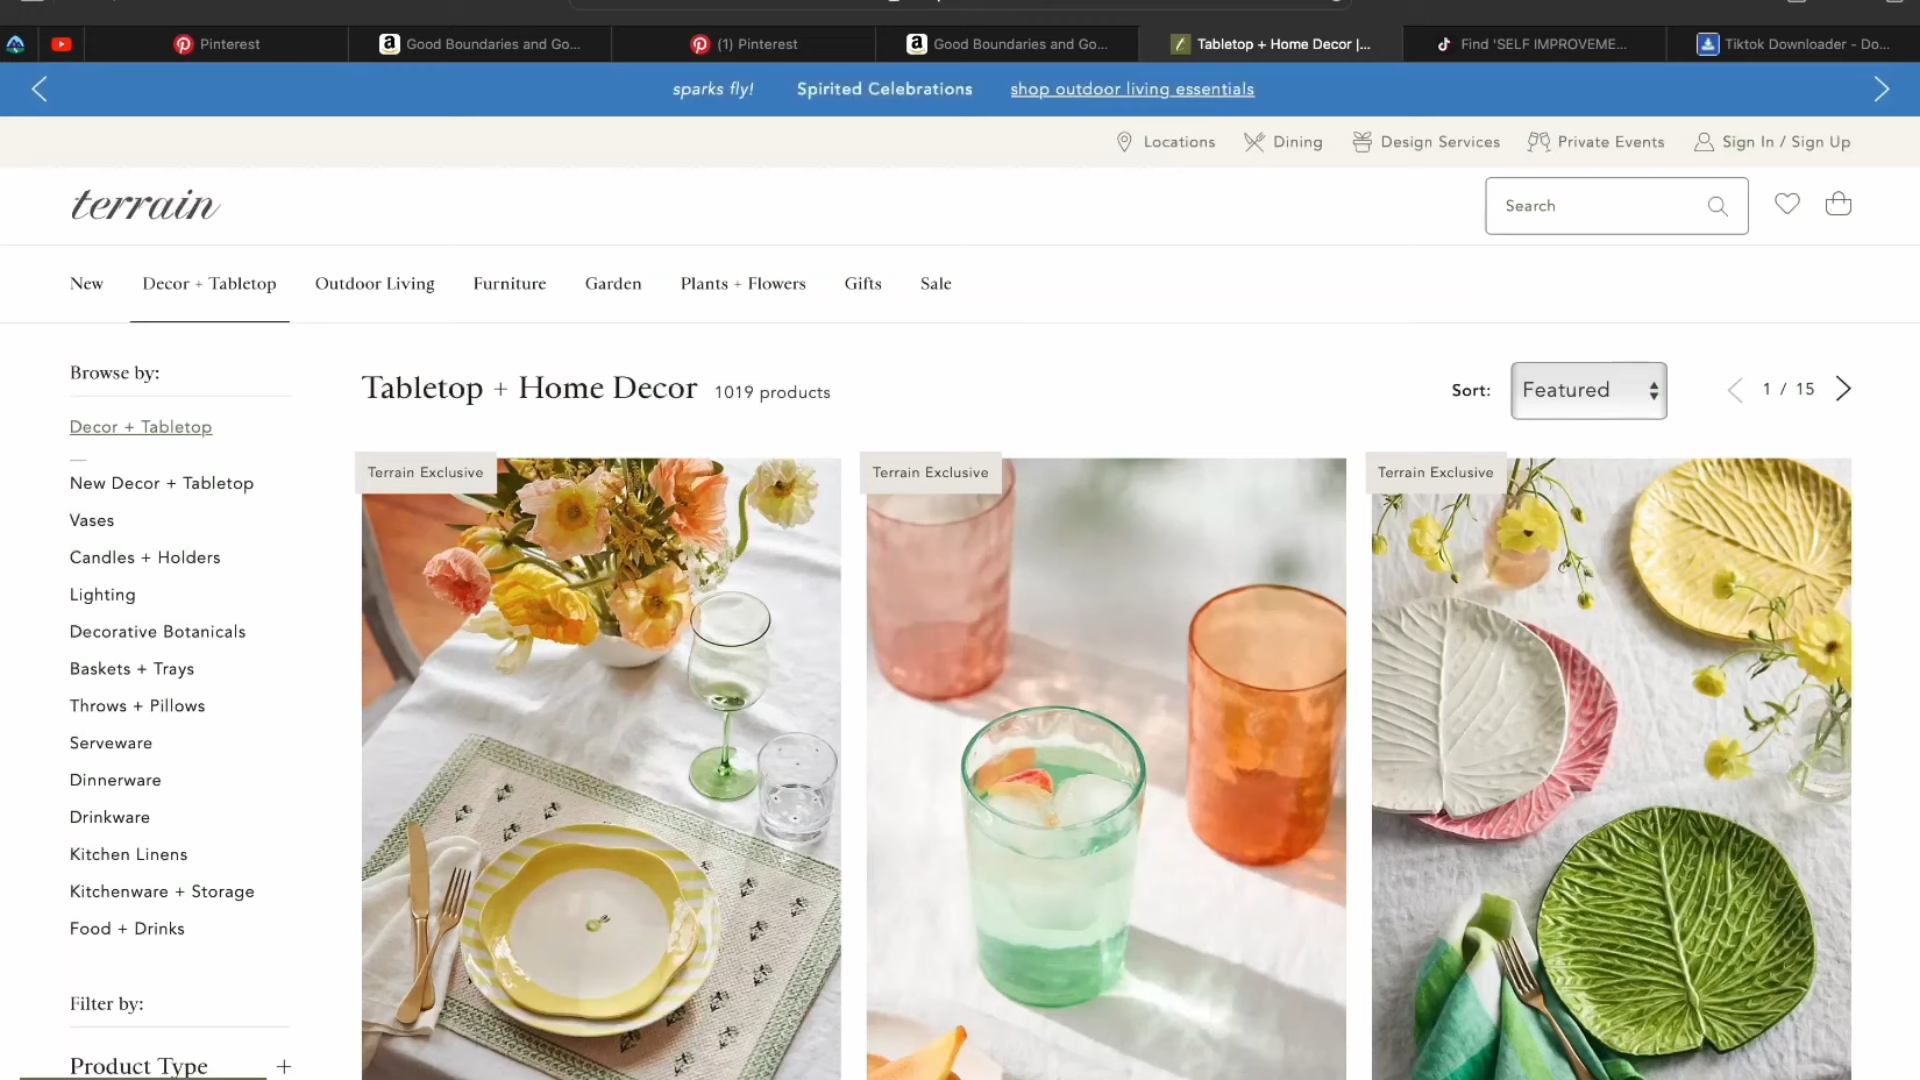 Pinterest
Good Boundaries and Go...
(1) Pinterest
Good Boundaries and Go...
Tabletop + Home Decor |...
Find 'SELF IMPROVEME...
Tiktok Downloader - Do...
sparks fly! Spirited Celebrations shop outdoor living essentials
Locations
Dining
Design Services
Private Events
Sign In / Sign Up
terrain
Search
New
Decor + Tabletop
Outdoor Living
Furniture
Garden
Plants + Flowers
Gifts
Sale
Browse by:
Decor + Tabletop
New Decor + Tabletop
Vases
Candles + Holders
Lighting
Decorative Botanicals
Baskets + Trays
Throws + Pillows
Serveware
Dinnerware
Drinkware
Kitchen Linens
Kitchenware + Storage
Food + Drinks
Filter by:
Product Type +
Tabletop + Home Decor 1019 products
Sort: Featured
1 / 15
Terrain Exclusive
Terrain Exclusive
Terrain Exclusive